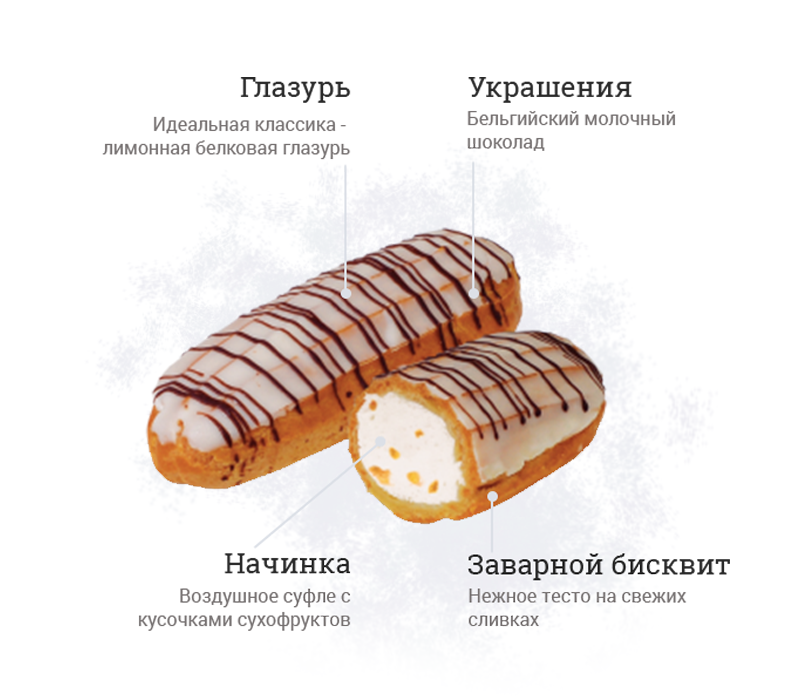 Глазурь
Идеальная классика -
лимонная белковая глазурь
Украшения
Бельгийский молочный
шоколад
Начинка
Воздушное суфле с
кусочками сухофруктов
Заварной бисквит
Нежное тесто на свежих
сливках